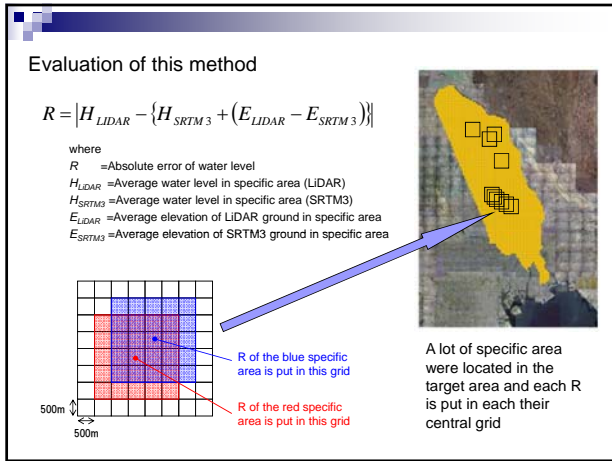 Evaluation of this method
R = |H_LIDAR − {H_SRTM 3 + (E_LIDAR − E_SRTM 3)}|
where
R =Absolute error of water level
H_LiDAR =Average water level in specific area (LiDAR)
H_SRTM3 =Average water level in specific area (SRTM3)
E_LiDAR =Average elevation of LiDAR ground in specific area
E_SRTM3 =Average elevation of SRTM3 ground in specific area
R of the blue specific
area is put in this grid
R of the red specific
area is put in this grid
500m
500m
A lot of specific area
were located in the
target area and each R
is put in each their
central grid